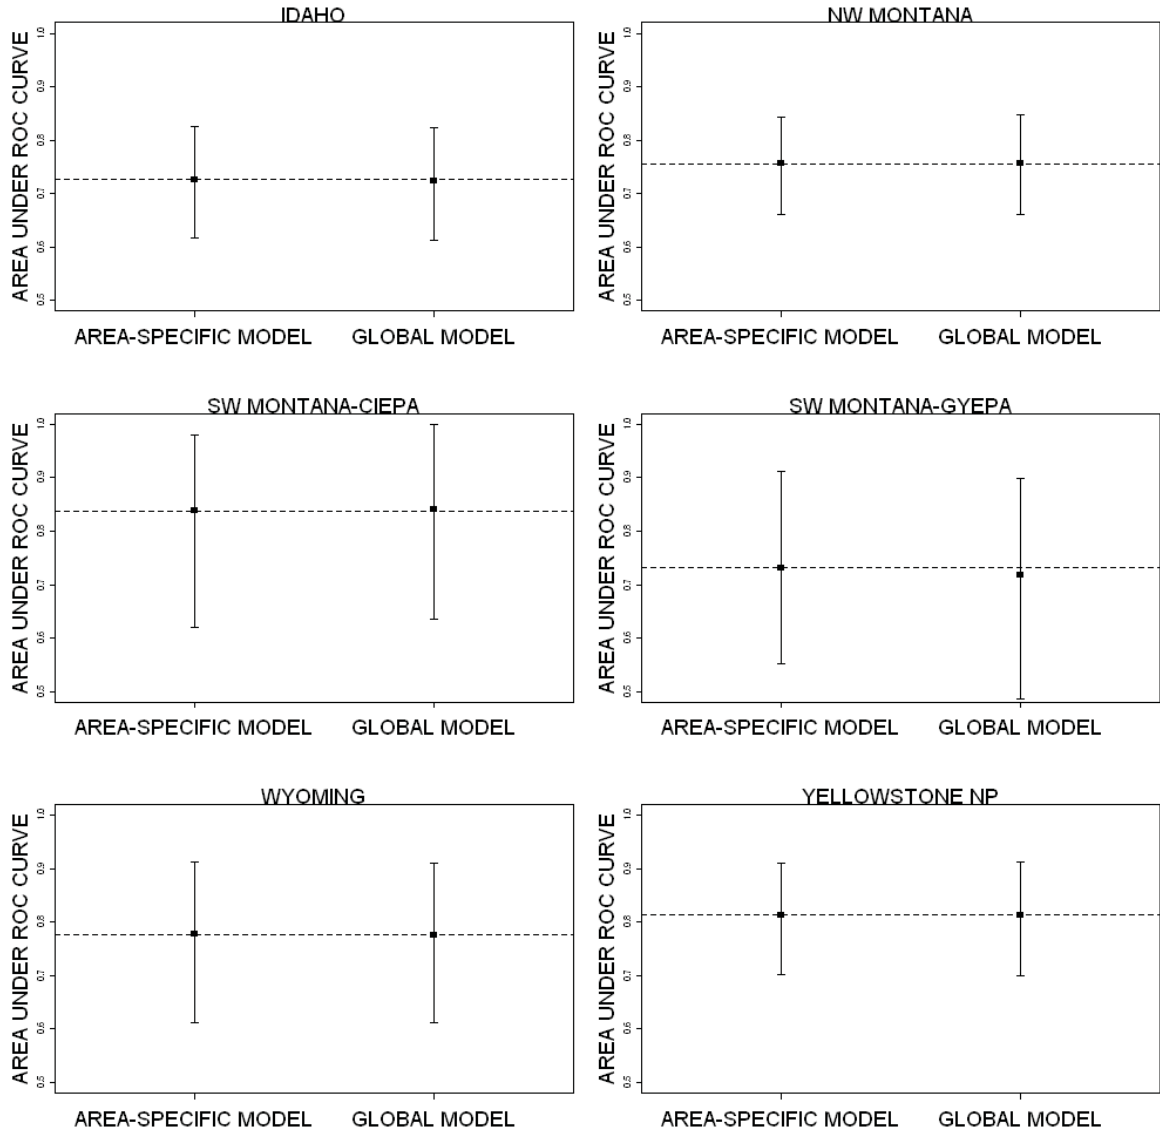 IDAHO
AREA UNDER ROC CURVE
1.0
0.9
0.8
0.7
0.6
0.5
AREA-SPECIFIC MODEL GLOBAL MODEL
NW MONTANA
AREA UNDER ROC CURVE
1.0
0.9
0.8
0.7
0.6
0.5
AREA-SPECIFIC MODEL GLOBAL MODEL
SW MONTANA-CIEPA
AREA UNDER ROC CURVE
1.0
0.9
0.8
0.7
0.6
0.5
AREA-SPECIFIC MODEL GLOBAL MODEL
SW MONTANA-GYEPA
AREA UNDER ROC CURVE
1.0
0.9
0.8
0.7
0.6
0.5
AREA-SPECIFIC MODEL GLOBAL MODEL
WYOMING
AREA UNDER ROC CURVE
1.0
0.9
0.8
0.7
0.6
0.5
AREA-SPECIFIC MODEL GLOBAL MODEL
YELLOWSTONE NP
AREA UNDER ROC CURVE
1.0
0.9
0.8
0.7
0.6
0.5
AREA-SPECIFIC MODEL GLOBAL MODEL